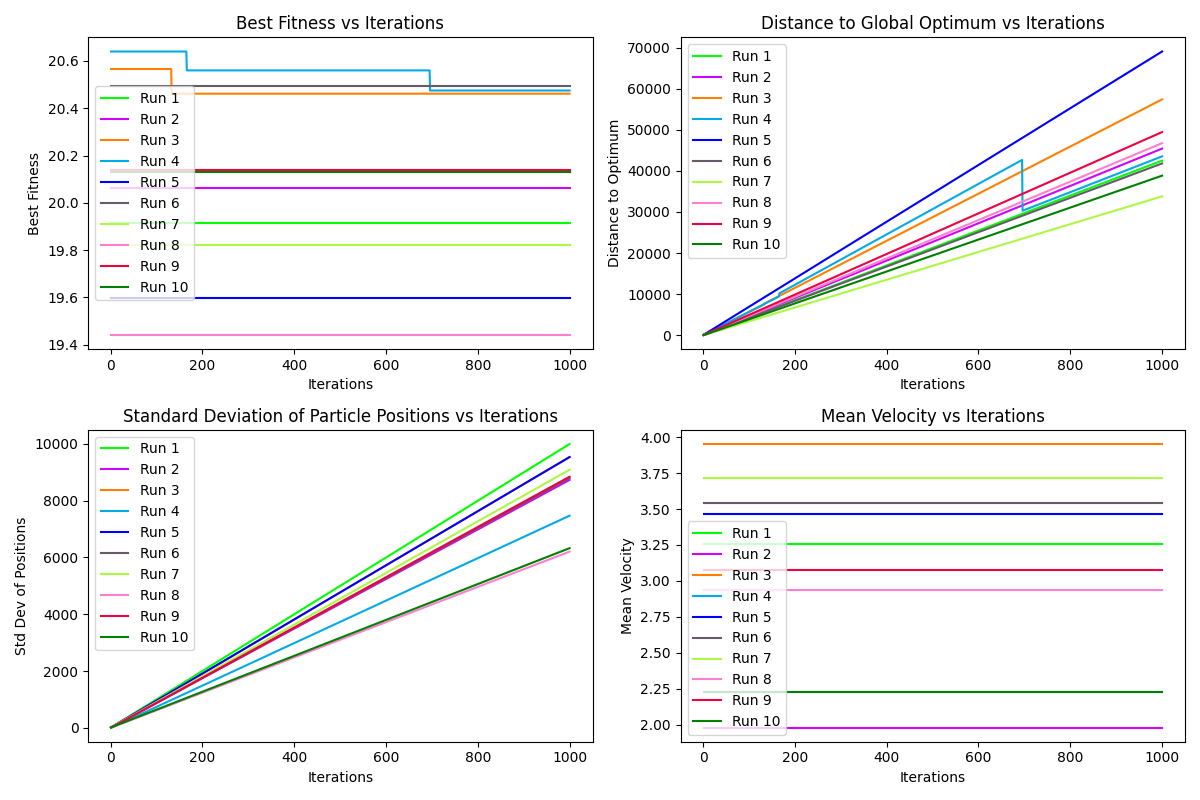 Best Fitness vs Iterations
Best Fitness
20.6
20.4
20.2
20.0
19.8
19.6
19.4
Run 1
Run 2
Run 3
Run 4
Run 5
Run 6
Run 7
Run 8
Run 9
Run 10
0 200 400 600 800 1000
Iterations
Distance to Global Optimum vs Iterations
Distance to Optimum
70000
60000
50000
40000
30000
20000
10000
0
Run 1
Run 2
Run 3
Run 4
Run 5
Run 6
Run 7
Run 8
Run 9
Run 10
0 200 400 600 800 1000
Iterations
Standard Deviation of Particle Positions vs Iterations
Std Dev of Positions
10000
8000
6000
4000
2000
0
Run 1
Run 2
Run 3
Run 4
Run 5
Run 6
Run 7
Run 8
Run 9
Run 10
0 200 400 600 800 1000
Iterations
Mean Velocity vs Iterations
Mean Velocity
4.00
3.75
3.50
3.25
3.00
2.75
2.50
2.25
2.00
Run 1
Run 2
Run 3
Run 4
Run 5
Run 6
Run 7
Run 8
Run 9
Run 10
0 200 400 600 800 1000
Iterations